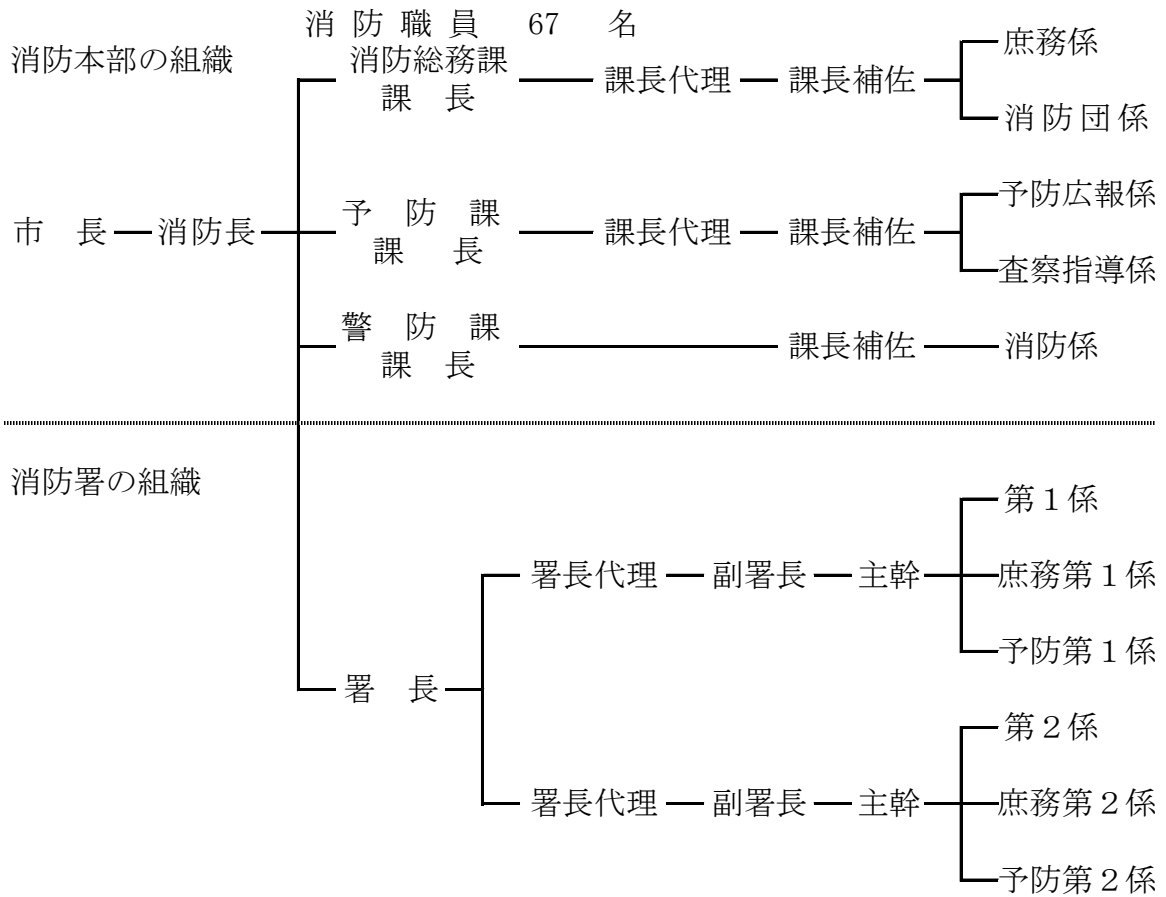 消防職員 67 名
消防本部の組織
消防総務課
課長
課長代理
課長補佐
庶務係
消防団係
市長
消防長
予防課
課長
課長代理
課長補佐
予防広報係
査察指導係
警防課
課長
課長補佐
消防係
消防署の組織
署長
署長代理
副署長
主幹
第1係
庶務第1係
予防第1係
署長代理
副署長
主幹
第2係
庶務第2係
予防第2係